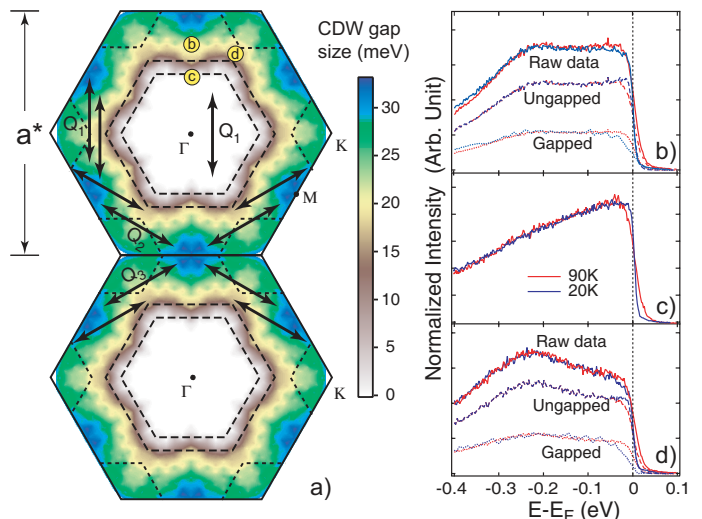 CDW gap
size (meV)
30
25
20
15
10
5
0
a*
b
d
c
Q1'
Q1
Γ
K
M
Q2
Q3
Γ
K
a)
Normalized Intensity (Arb. Unit)
Raw data
Ungapped
Gapped
b)
90K
20K
c)
Raw data
Ungapped
Gapped
d)
-0.4 -0.3 -0.2 -0.1 0 0.1
E-EF (eV)